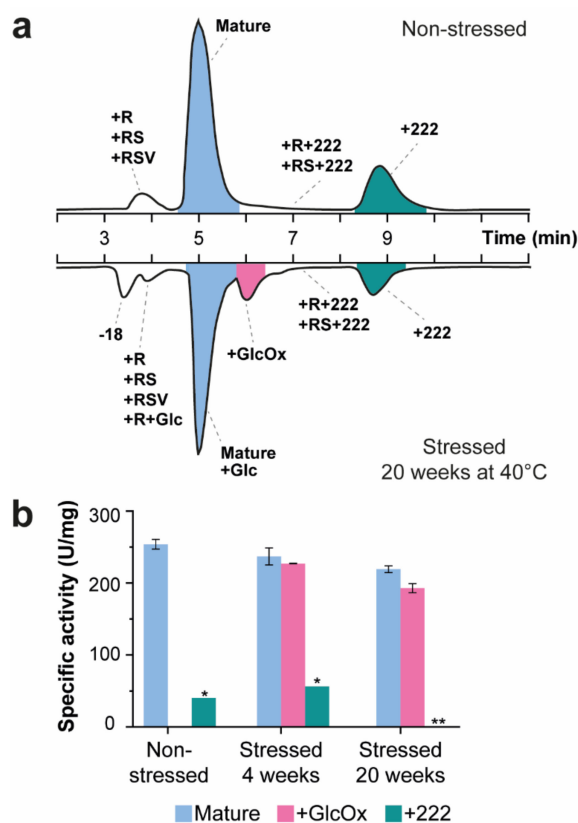 a
Non-stressed
Mature
+R
+RS
+RSV
+R+222
+RS+222
+222
3 5 7 9 Time (min)
-18
+R
+RS
+RSV
+R+Glc
+GlcOx
+R+222
+RS+222
+222
Mature
+Glc
Stressed
20 weeks at 40°C
b
Specific activity (U/mg)
300
200
100
0
*
*
**
Non-
stressed
Stressed
4 weeks
Stressed
20 weeks
Mature +GlcOx +222